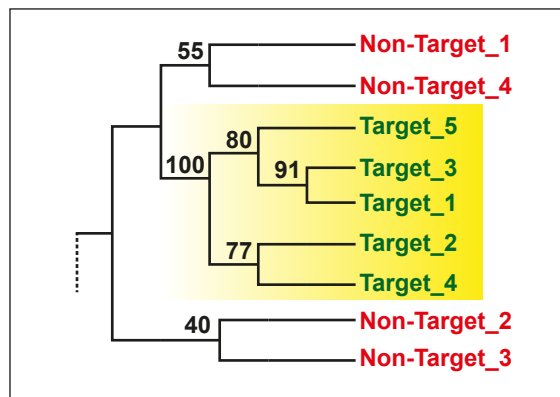 55
Non-Target_1
Non-Target_4
80
Target_5
100
91
Target_3
Target_1
77
Target_2
Target_4
40
Non-Target_2
Non-Target_3